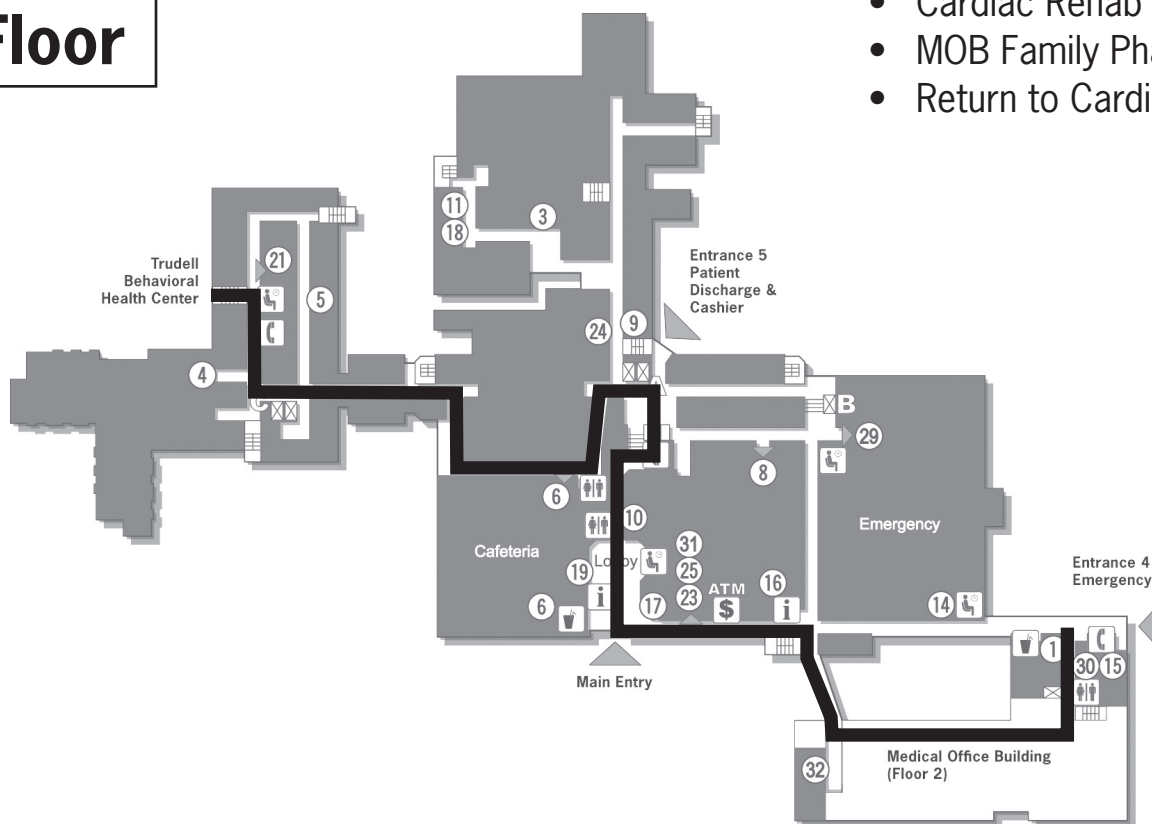 Floor
• Cardiac Rehab
• MOB Family
• Return to
11
18
3
Trudell
Behavioral
Health Center
21
5
4
Entrance 5
Patient
Discharge &
Cashier
24
9
B
29
8
6
10
Cafeteria
Emergency
Lobby
31
25
23
19
ATM
$
16
i
i
6
17
14
Entrance 4
Emergency
Main Entry
1
30
15
Medical Office Building
(Floor 2)
32